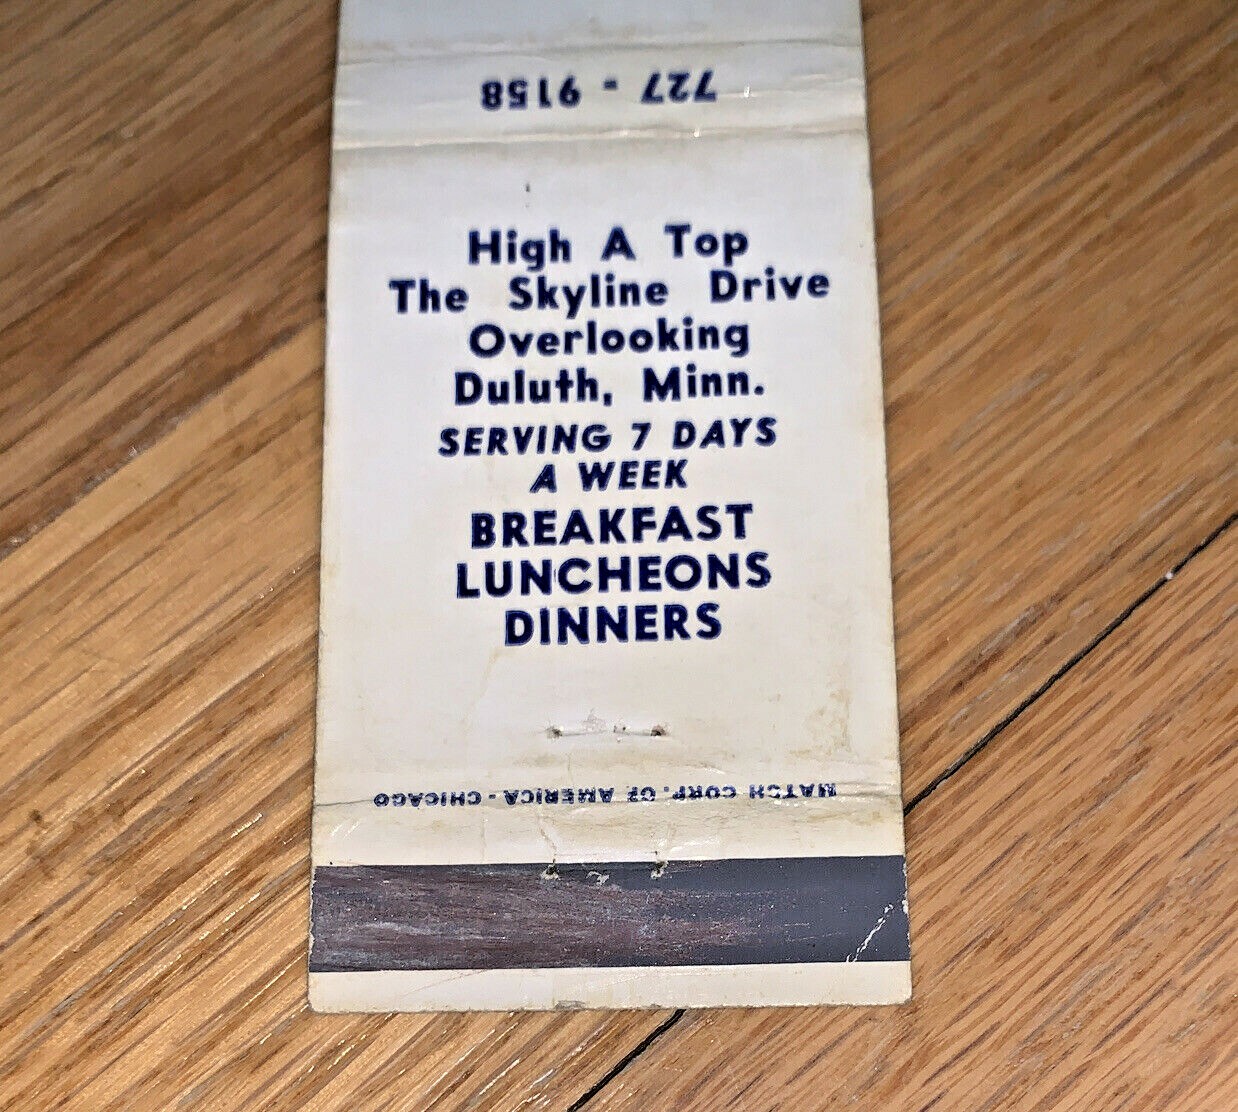 727 - 9158
High A Top
The Skyline Drive
Overlooking
Duluth, Minn.
SERVING 7 DAYS
A WEEK
BREAKFAST
LUNCHEONS
DINNERS
MATCH CORP. OF AMERICA - CHICAGO